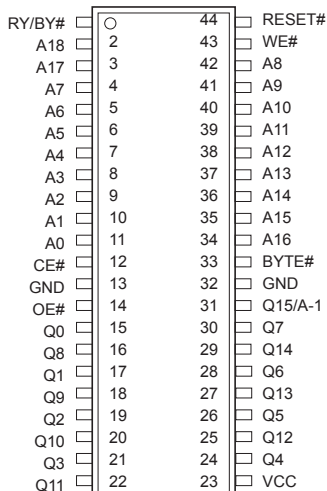 RY/BY# 44 RESET#
A18 2 43 WE#
A17 3 42 A8
A7 4 41 A9
A6 5 40 A10
A5 6 39 A11
A4 7 38 A12
A3 8 37 A13
A2 9 36 A14
A1 10 35 A15
A0 11 34 A16
CE# 12 33 BYTE#
GND 13 32 GND
OE# 14 31 Q15/A-1
Q0 15 30 Q7
Q8 16 29 Q14
Q1 17 28 Q6
Q9 18 27 Q13
Q2 19 26 Q5
Q10 20 25 Q12
Q3 21 24 Q4
Q11 22 23 VCC